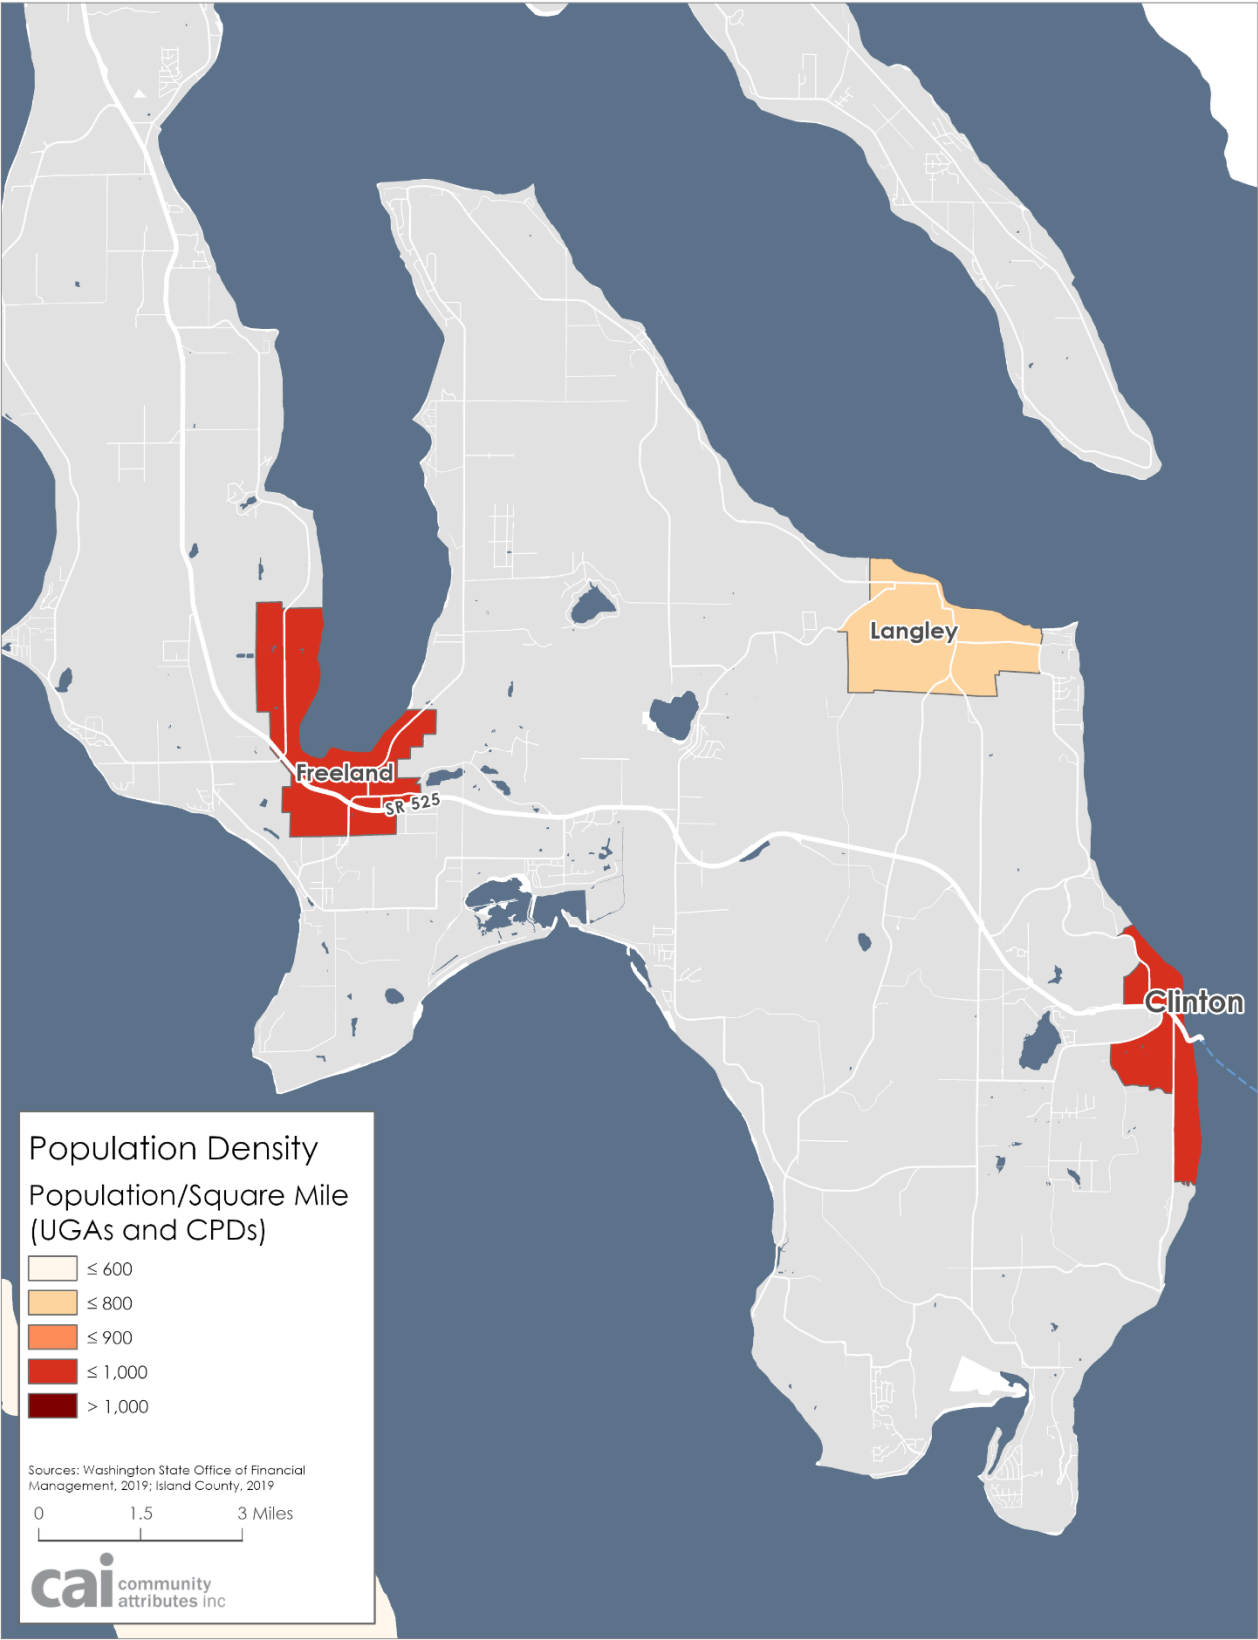 Langley
Freeland
SR 525
Clinton
Population Density
Population/Square Mile
(UGAs and CPDs)
≤ 600
≤ 800
≤ 900
≤ 1,000
> 1,000
Sources: Washington State Office of Financial
Management, 2019; Island County, 2019
0 1.5 3 Miles
cai community
attributes inc